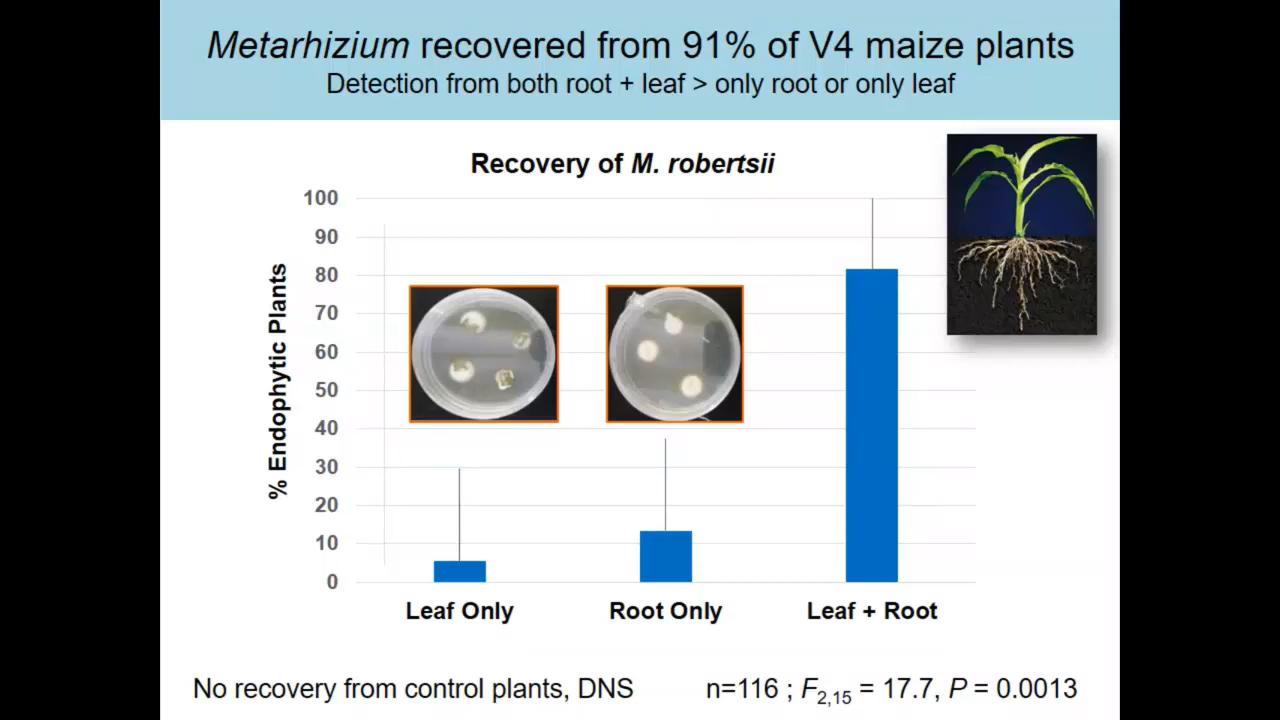 Metarhizium recovered from 91% of V4 maize plants
Detection from both root + leaf > only root or only leaf
Recovery of M. robertsii
% Endophytic Plants
100
90
80
70
60
50
40
30
20
10
0
Leaf Only
Root Only
Leaf + Root
No recovery from control plants, DNS
n=116 ; F2,15 = 17.7, P = 0.0013